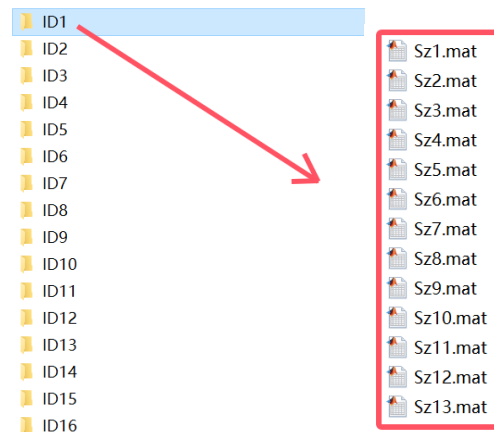 ID1
ID2
ID3
ID4
ID5
ID6
ID7
ID8
ID9
ID10
ID11
ID12
ID13
ID14
ID15
ID16
Sz1.mat
Sz2.mat
Sz3.mat
Sz4.mat
Sz5.mat
Sz6.mat
Sz7.mat
Sz8.mat
Sz9.mat
Sz10.mat
Sz11.mat
Sz12.mat
Sz13.mat